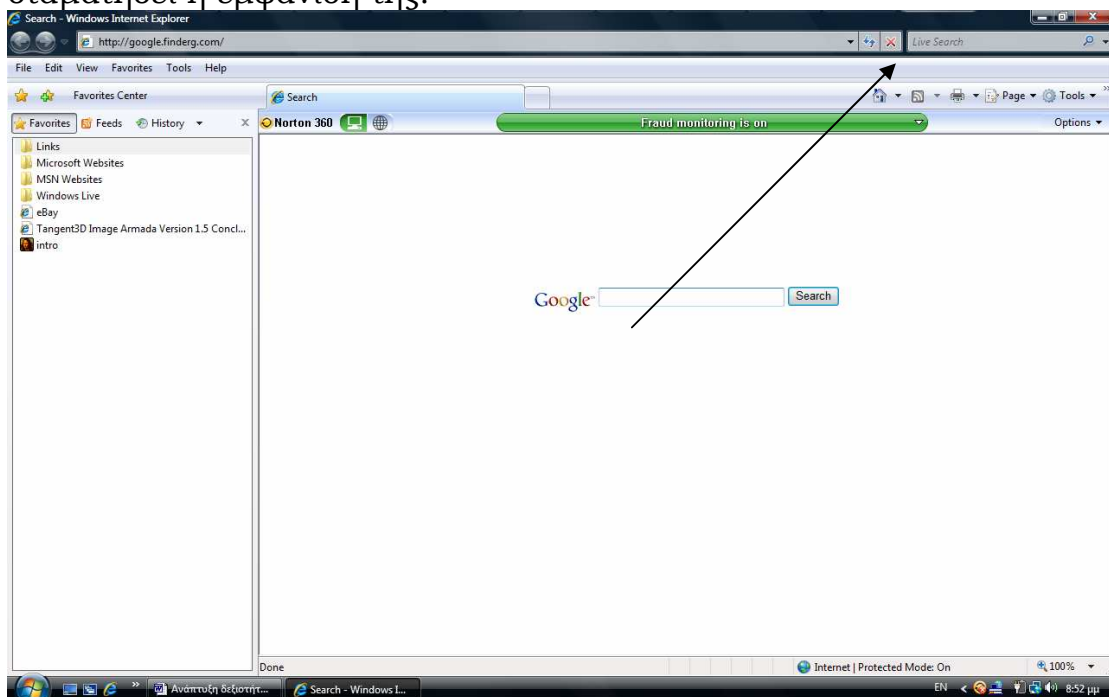 σταματήσει η εμφάνιση της.
Search - Windows Internet Explorer
http://google.finderg.com/
Live Search
File Edit View Favorites Tools Help
Favorites Center
Search
Page Tools
Favorites Feeds History X
Norton 360
Fraud monitoring is on
Options
Links
Microsoft Websites
MSN Websites
Windows Live
eBay
Tangent3D Image Armada Version 1.5 Concl...
intro
Google
Search
Done
Internet | Protected Mode: On
100%
Ανάπτυξη δεξιοτήτ...
Search - Windows I...
EN
8:52 μμ